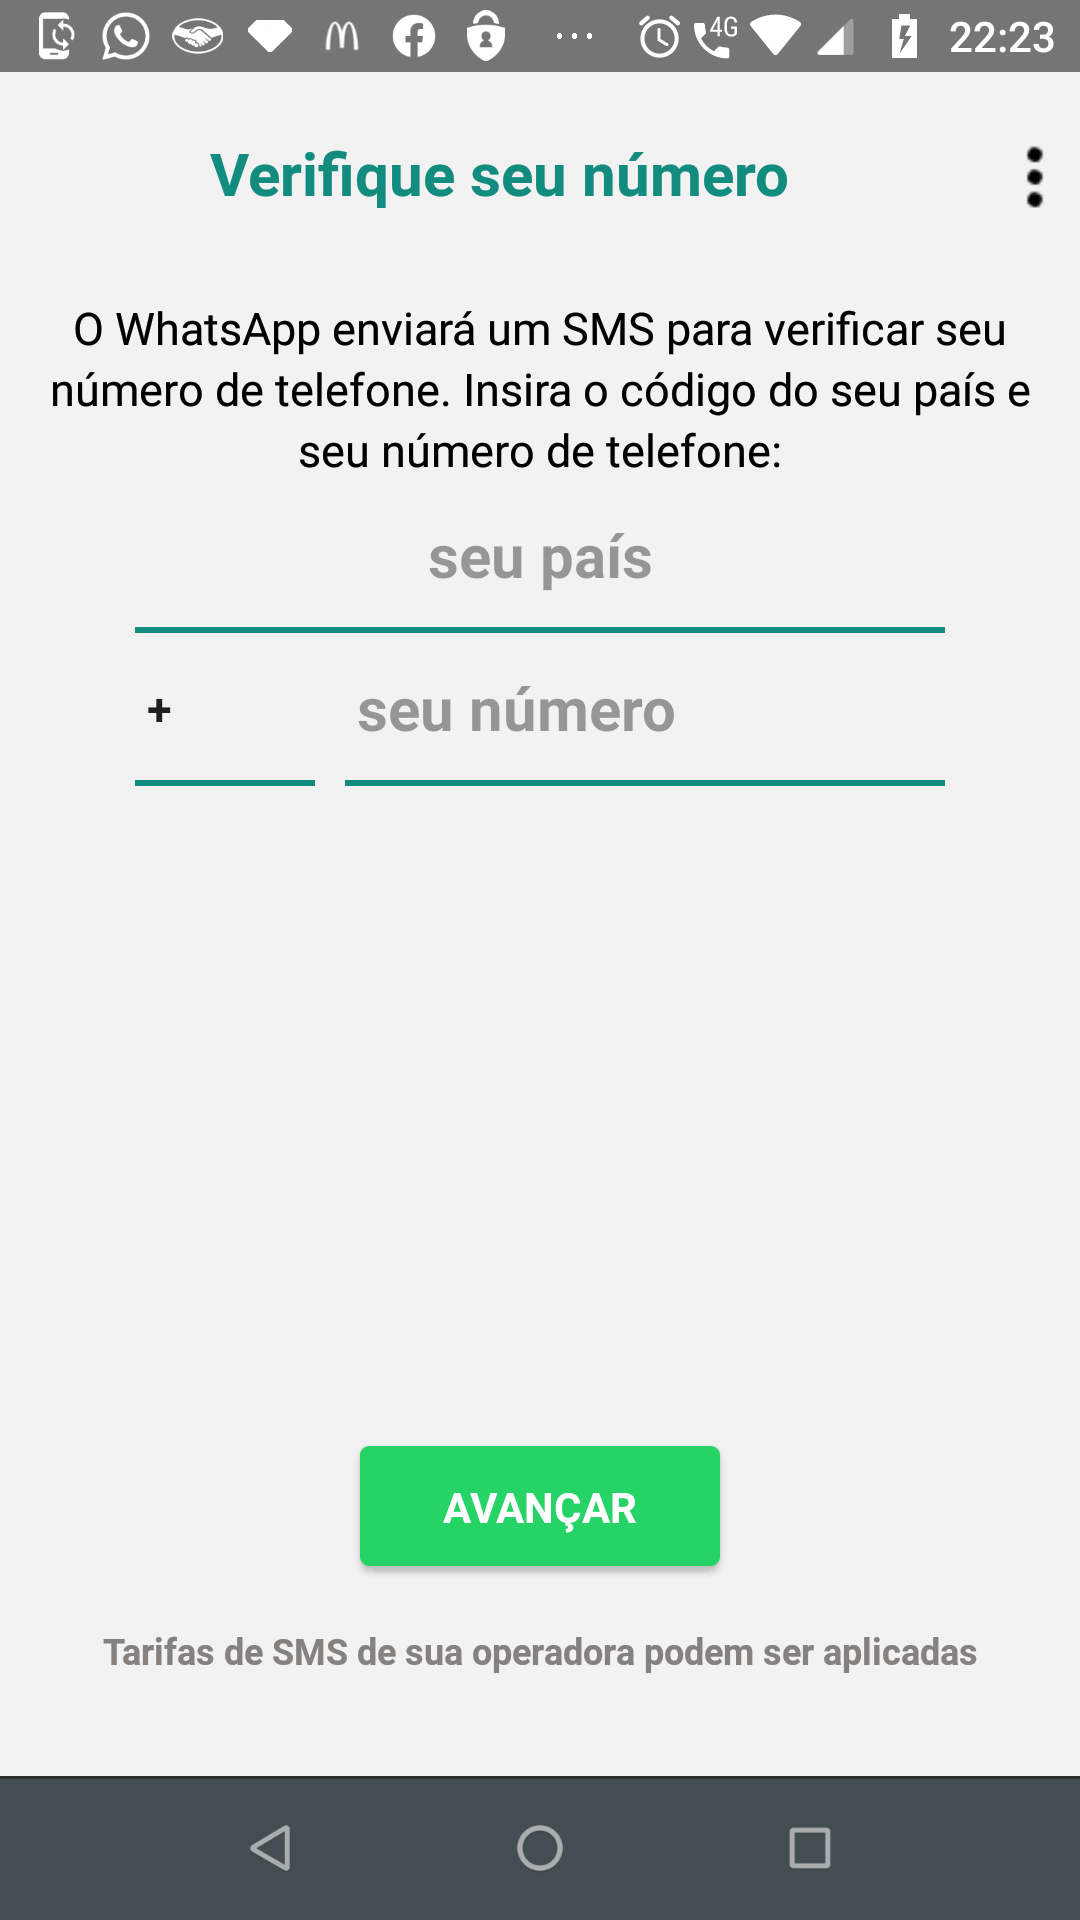 4G 22:23
Verifique seu número
O WhatsApp enviará um SMS para verificar seu
número de telefone. Insira o código do seu país e
seu número de telefone:
seu país
+ seu número
AVANÇAR
Tarifas de SMS de sua operadora podem ser aplicadas